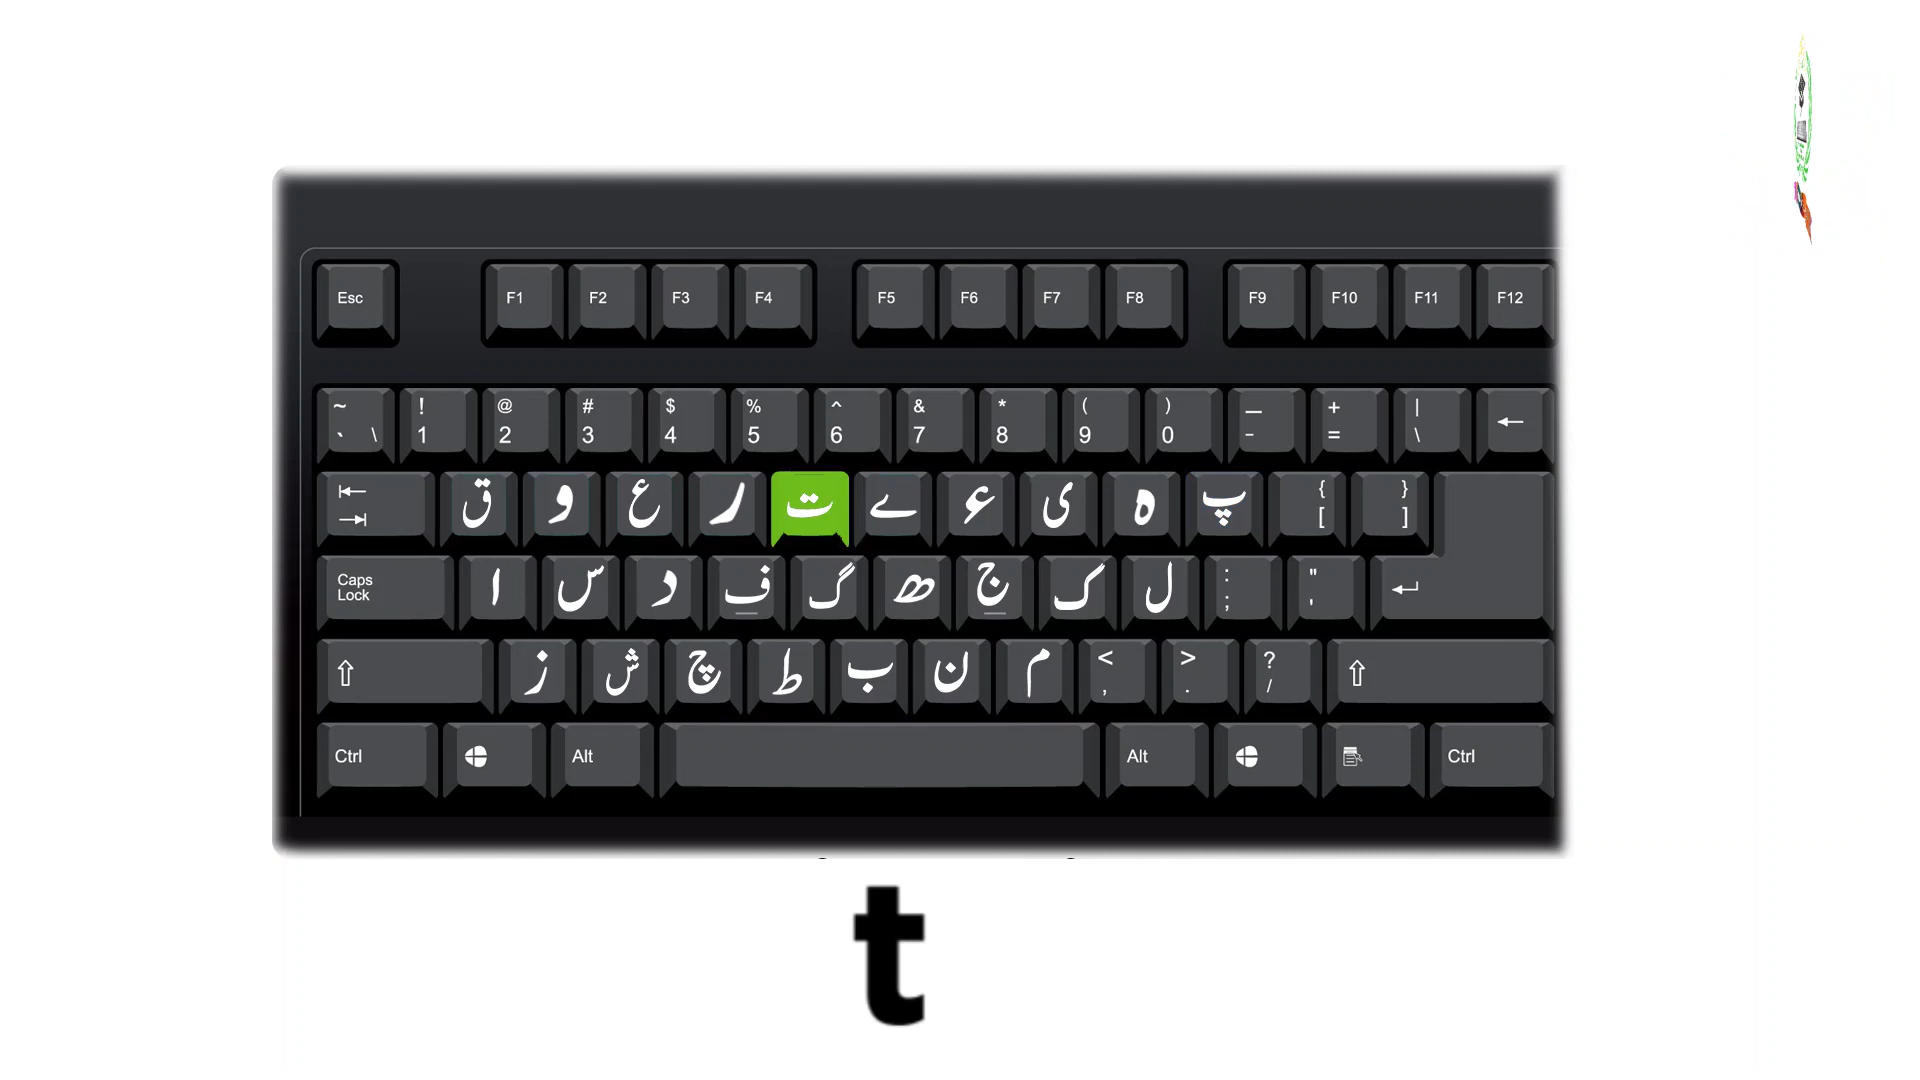 Esc F1 F2 F3 F4 F5 F6 F7 F8 F9 F10 F11 F12
~ ! @ # $ % ^ & * ( ) _ + |
` \ 1 2 3 4 5 6 7 8 9 0 - = \ ←
ق و ع ر ت ے ء ی ہ پ { }
[ ]
Caps ا س د ف گ ھ ج ک ل : "
Lock ; '
ز ش چ ط ب ن م < > ?
, . /
Ctrl Alt Alt Ctrl
t